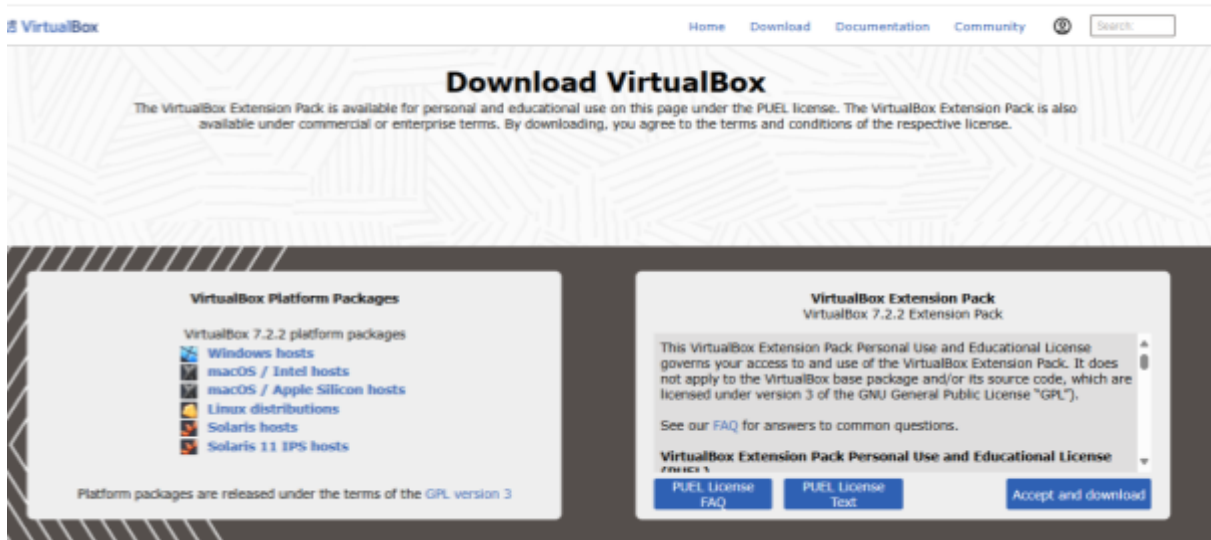 VirtualBox
Home Download Documentation Community Search:
Download VirtualBox
The VirtualBox Extension Pack is available for personal and educational use on this page under the PUEL license. The VirtualBox Extension Pack is also
available under commercial or enterprise terms. By downloading, you agree to the terms and conditions of the respective license.
VirtualBox Platform Packages
VirtualBox 7.2.2 platform packages
Windows hosts
macOS / Intel hosts
macOS / Apple Silicon hosts
Linux distributions
Solaris hosts
Solaris 11 IPS hosts
Platform packages are released under the terms of the GPL version 3
VirtualBox Extension Pack
VirtualBox 7.2.2 Extension Pack
This VirtualBox Extension Pack Personal Use and Educational License
governs your access to and use of the VirtualBox Extension Pack. It does
not apply to the VirtualBox base package and/or its source code, which are
licensed under version 3 of the GNU General Public License "GPL").
See our FAQ for answers to common questions.
VirtualBox Extension Pack Personal Use and Educational License
(PUEL)
PUEL License
FAQ
PUEL License
Text
Accept and download